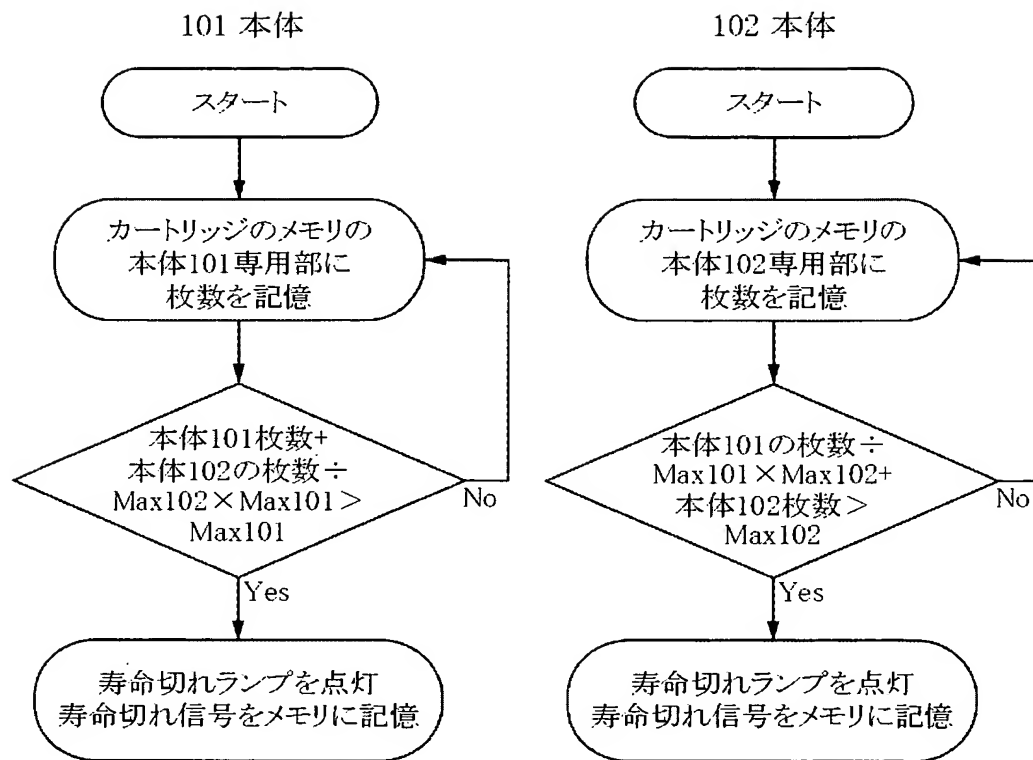 101 本体
スタート
カートリッジのメモリの
本体101専用部に
枚数を記憶
本体101枚数+
本体102の枚数÷
Max102×Max101>
Max101
No
Yes
寿命切れランプを点灯
寿命切れ信号をメモリに記憶
102 本体
スタート
カートリッジのメモリの
本体102専用部に
枚数を記憶
本体101の枚数÷
Max101×Max102+
本体102枚数>
Max102
No
Yes
寿命切れランプを点灯
寿命切れ信号をメモリに記憶